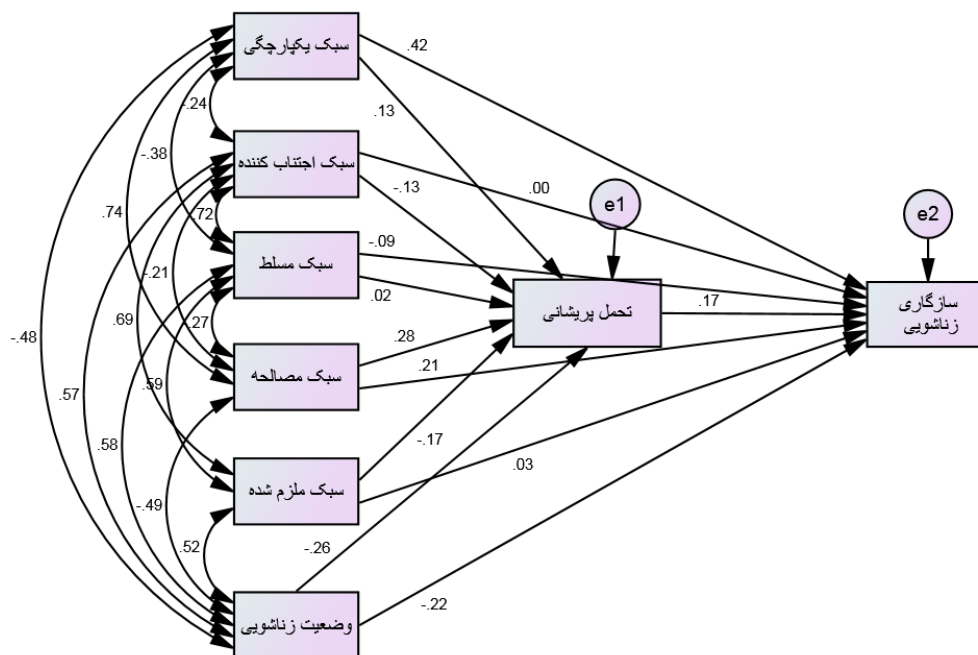 سبک یکپارچگی
.42
-.24
.13
سبک اجتناب کننده
-.38
-.13
.00
e1
e2
.74
.72
سبک مسلط
-.09
-.21
.02
تحمل پریشانی
.17
سازگاری
زناشویی
.69
-.27
-.48
سبک مصالحه
.28
.21
.57
.59
.58
-.17
سبک ملزم شده
.03
-.49
.52
-.26
-.22
وضعیت زناشویی